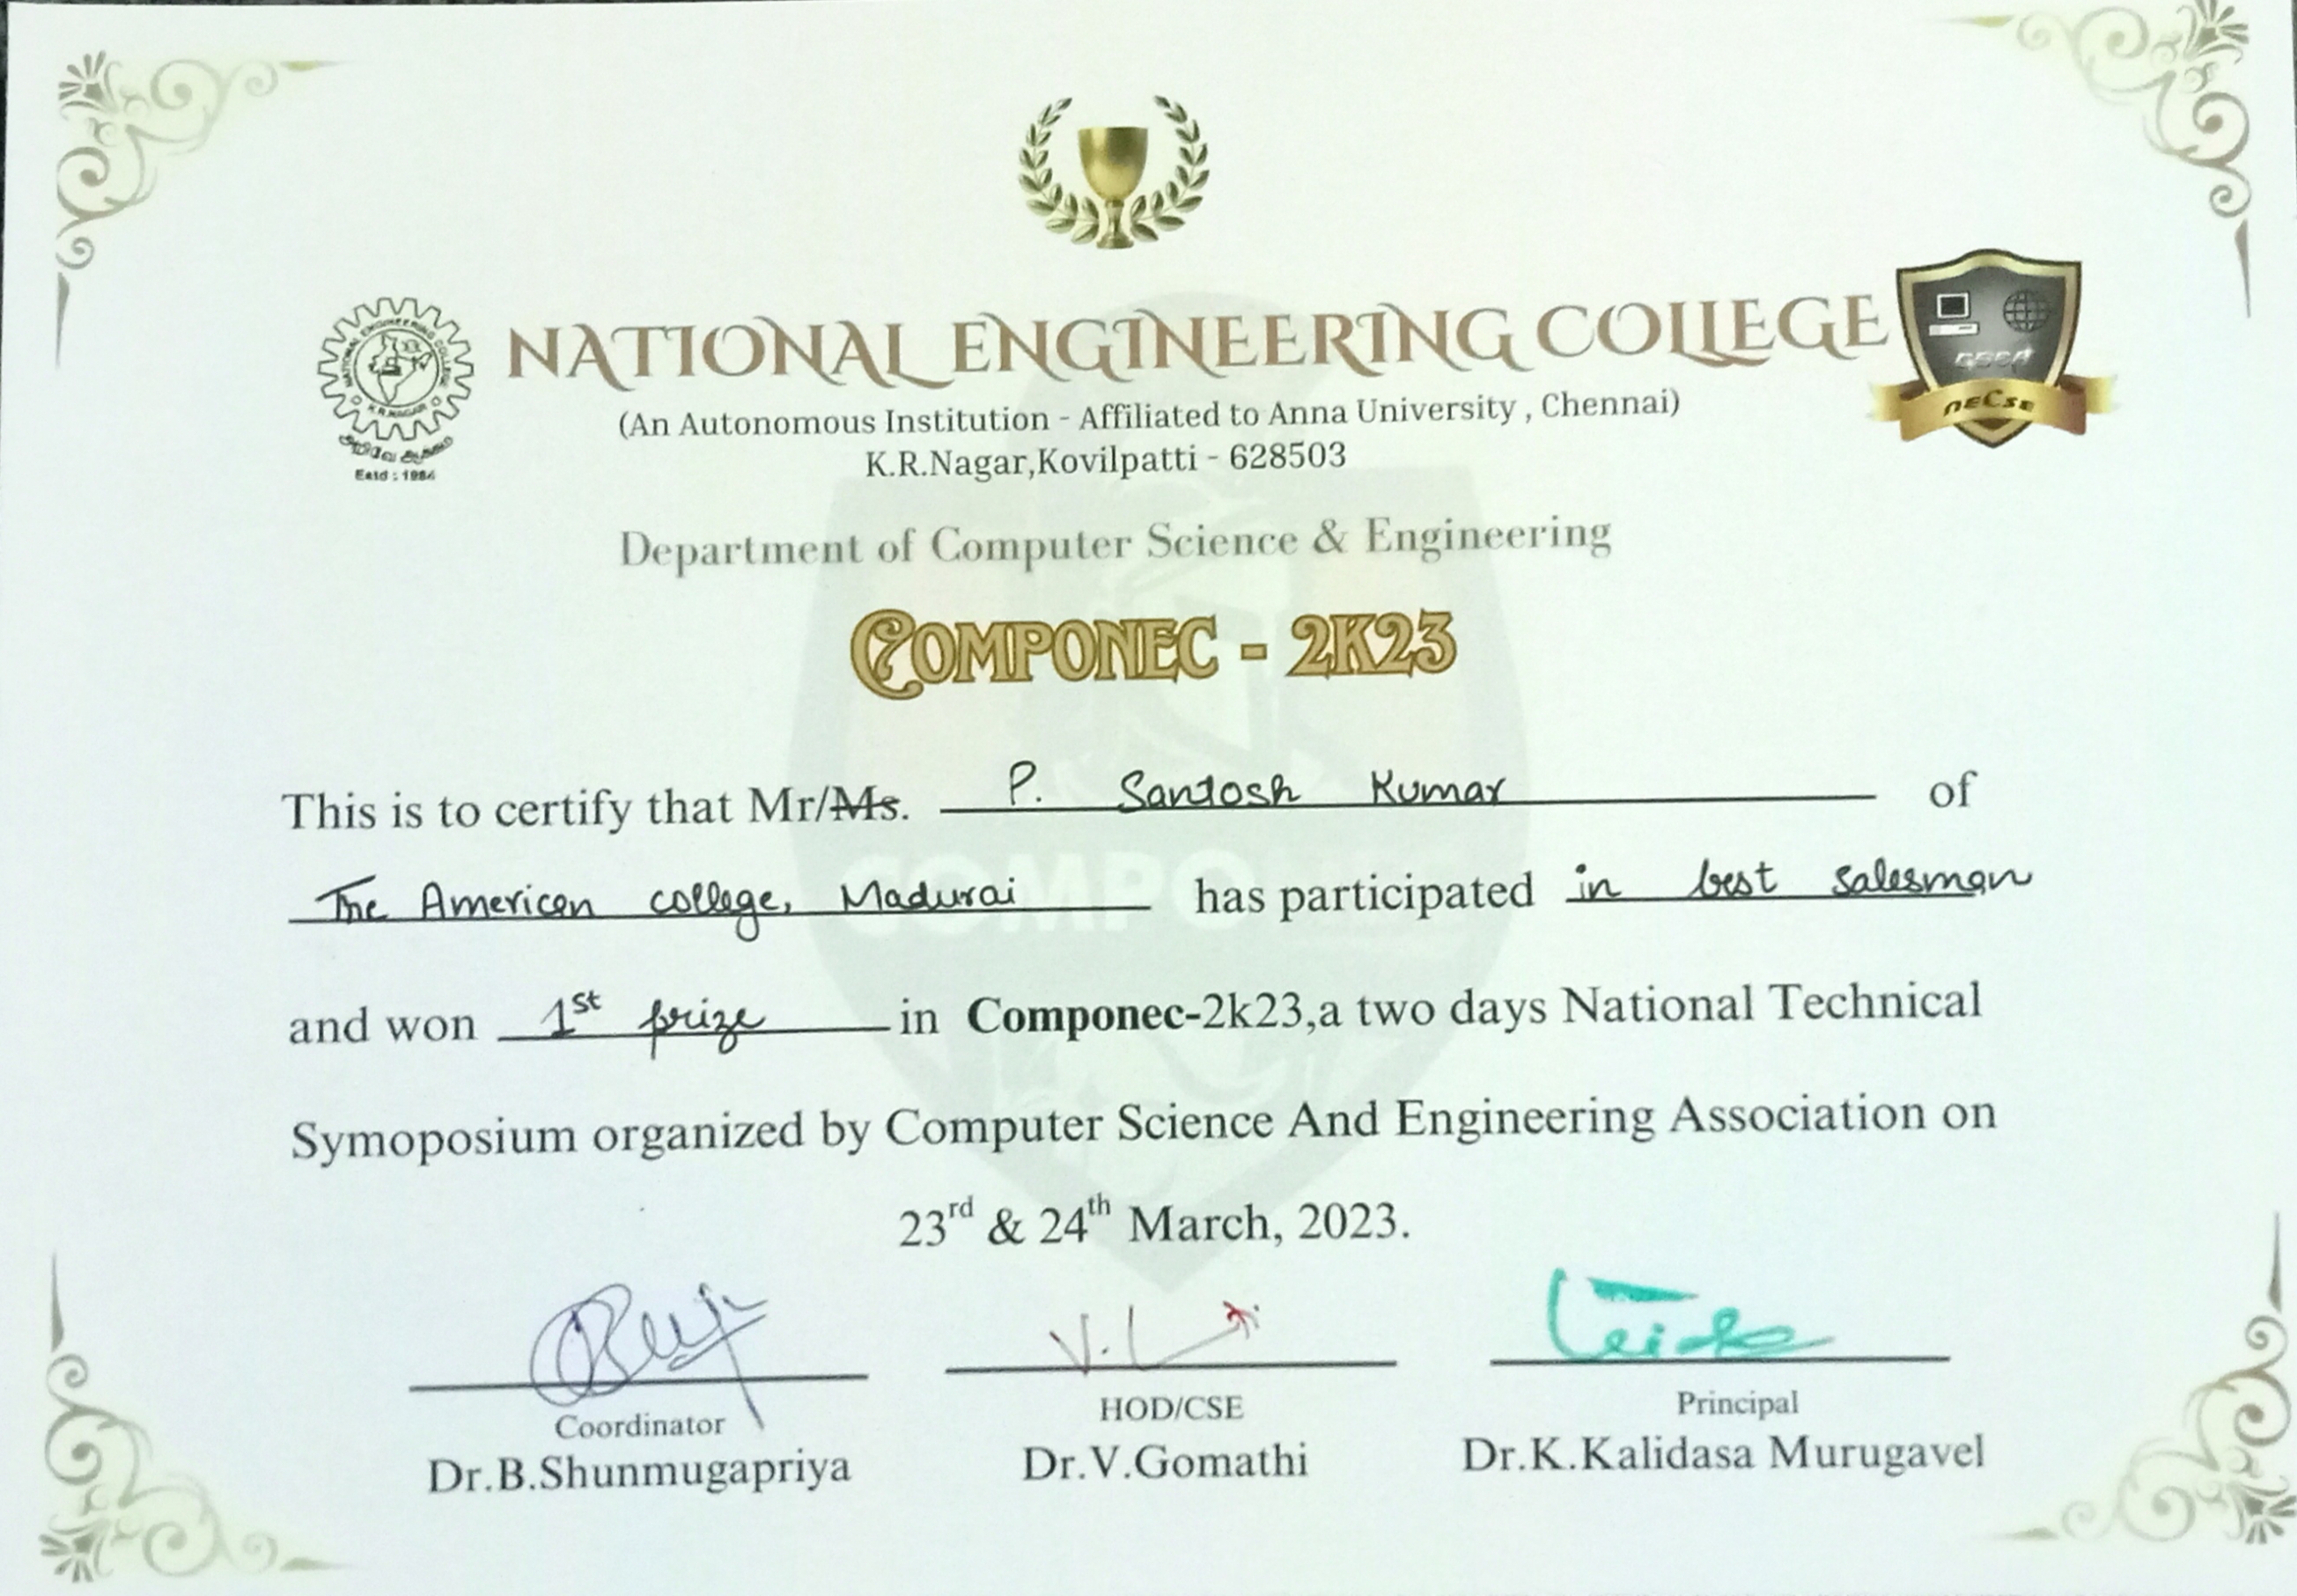 NATIONAL ENGINEERING COLLEGE
NATIONAL ENGINEERING COLLEGE
K.R.NAGAR
Estd : 1984
CSEA
neCse
(An Autonomous Institution - Affiliated to Anna University , Chennai)
K.R.Nagar,Kovilpatti - 628503
Department of Computer Science & Engineering
COMPONEC - 2K23
This is to certify that Mr/Ms. P. Santosh Kumar of
The American college, Madurai has participated in best salesman
COMPO
and won 1st prize in Componec-2k23,a two days National Technical
Symoposium organized by Computer Science And Engineering Association on
23rd & 24th March, 2023.
Coordinator
HOD/CSE
Principal
Dr.B.Shunmugapriya
Dr.V.Gomathi
Dr.K.Kalidasa Murugavel